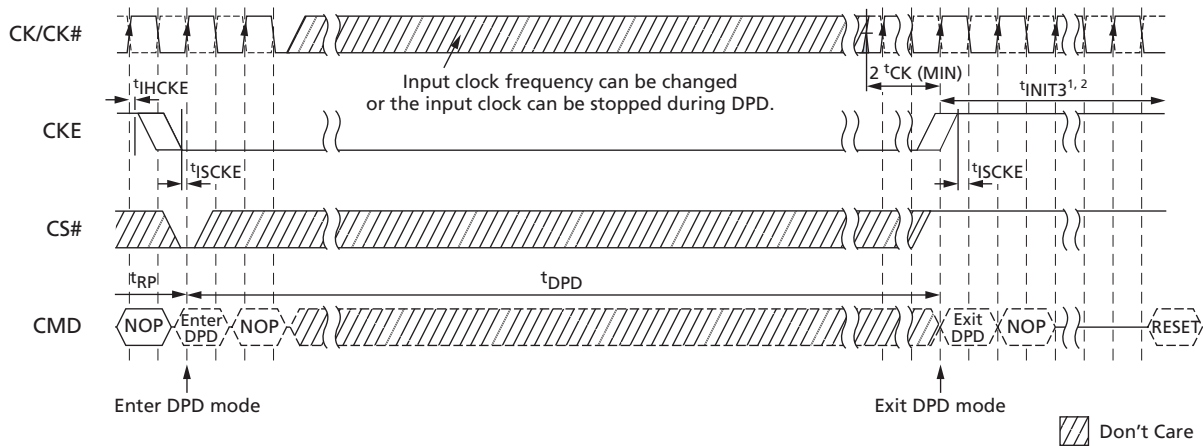 CK/CK#
2 tCK (MIN)
Input clock frequency can be changed
or the input clock can be stopped during DPD.
tIHCKE
tINIT31, 2
CKE
tISCKE
tISCKE
CS#
tRP
tDPD
CMD
NOP
Enter
DPD
NOP
Exit
DPD
NOP
RESET
Enter DPD mode
Exit DPD mode
Don't Care